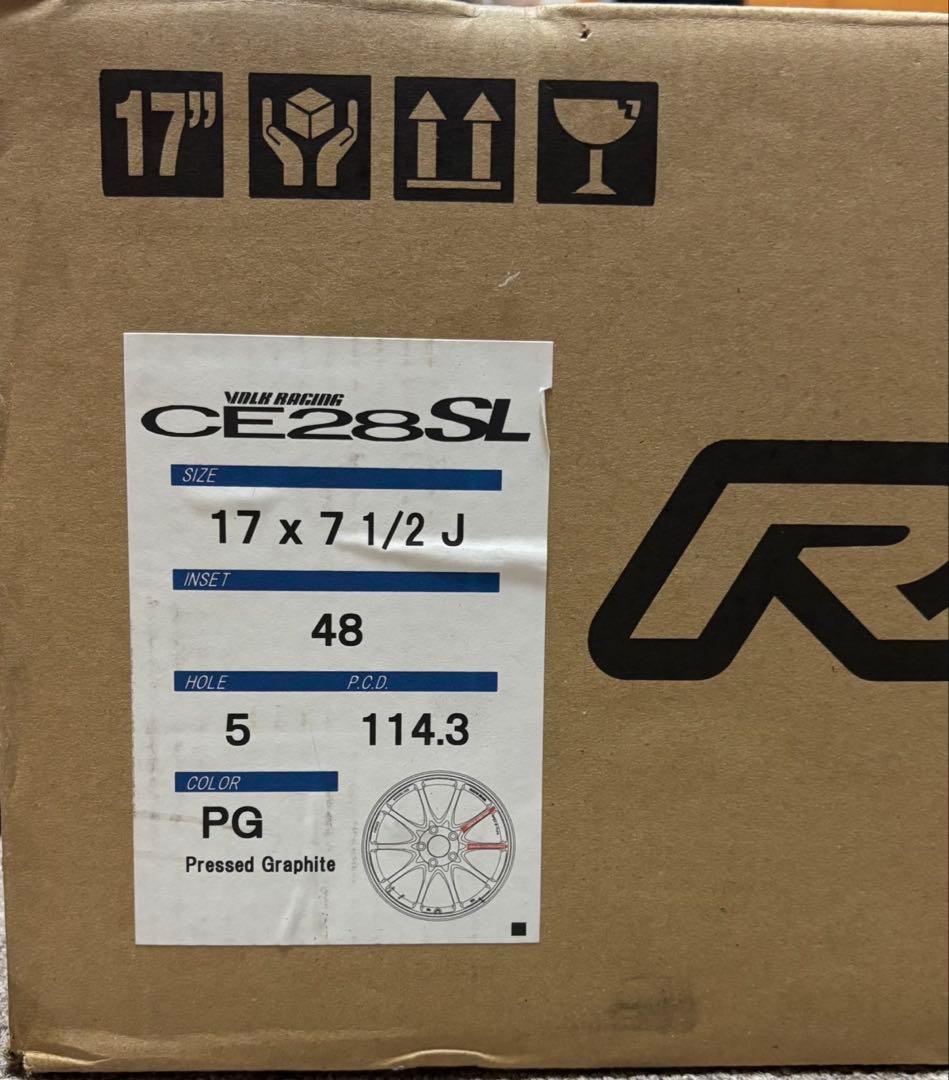 17”
VOLK RACING
CE28SL
SIZE
17 x 7 1/2 J
INSET
48
HOLE P.C.D.
5 114.3
COLOR
PG
Pressed Graphite
R